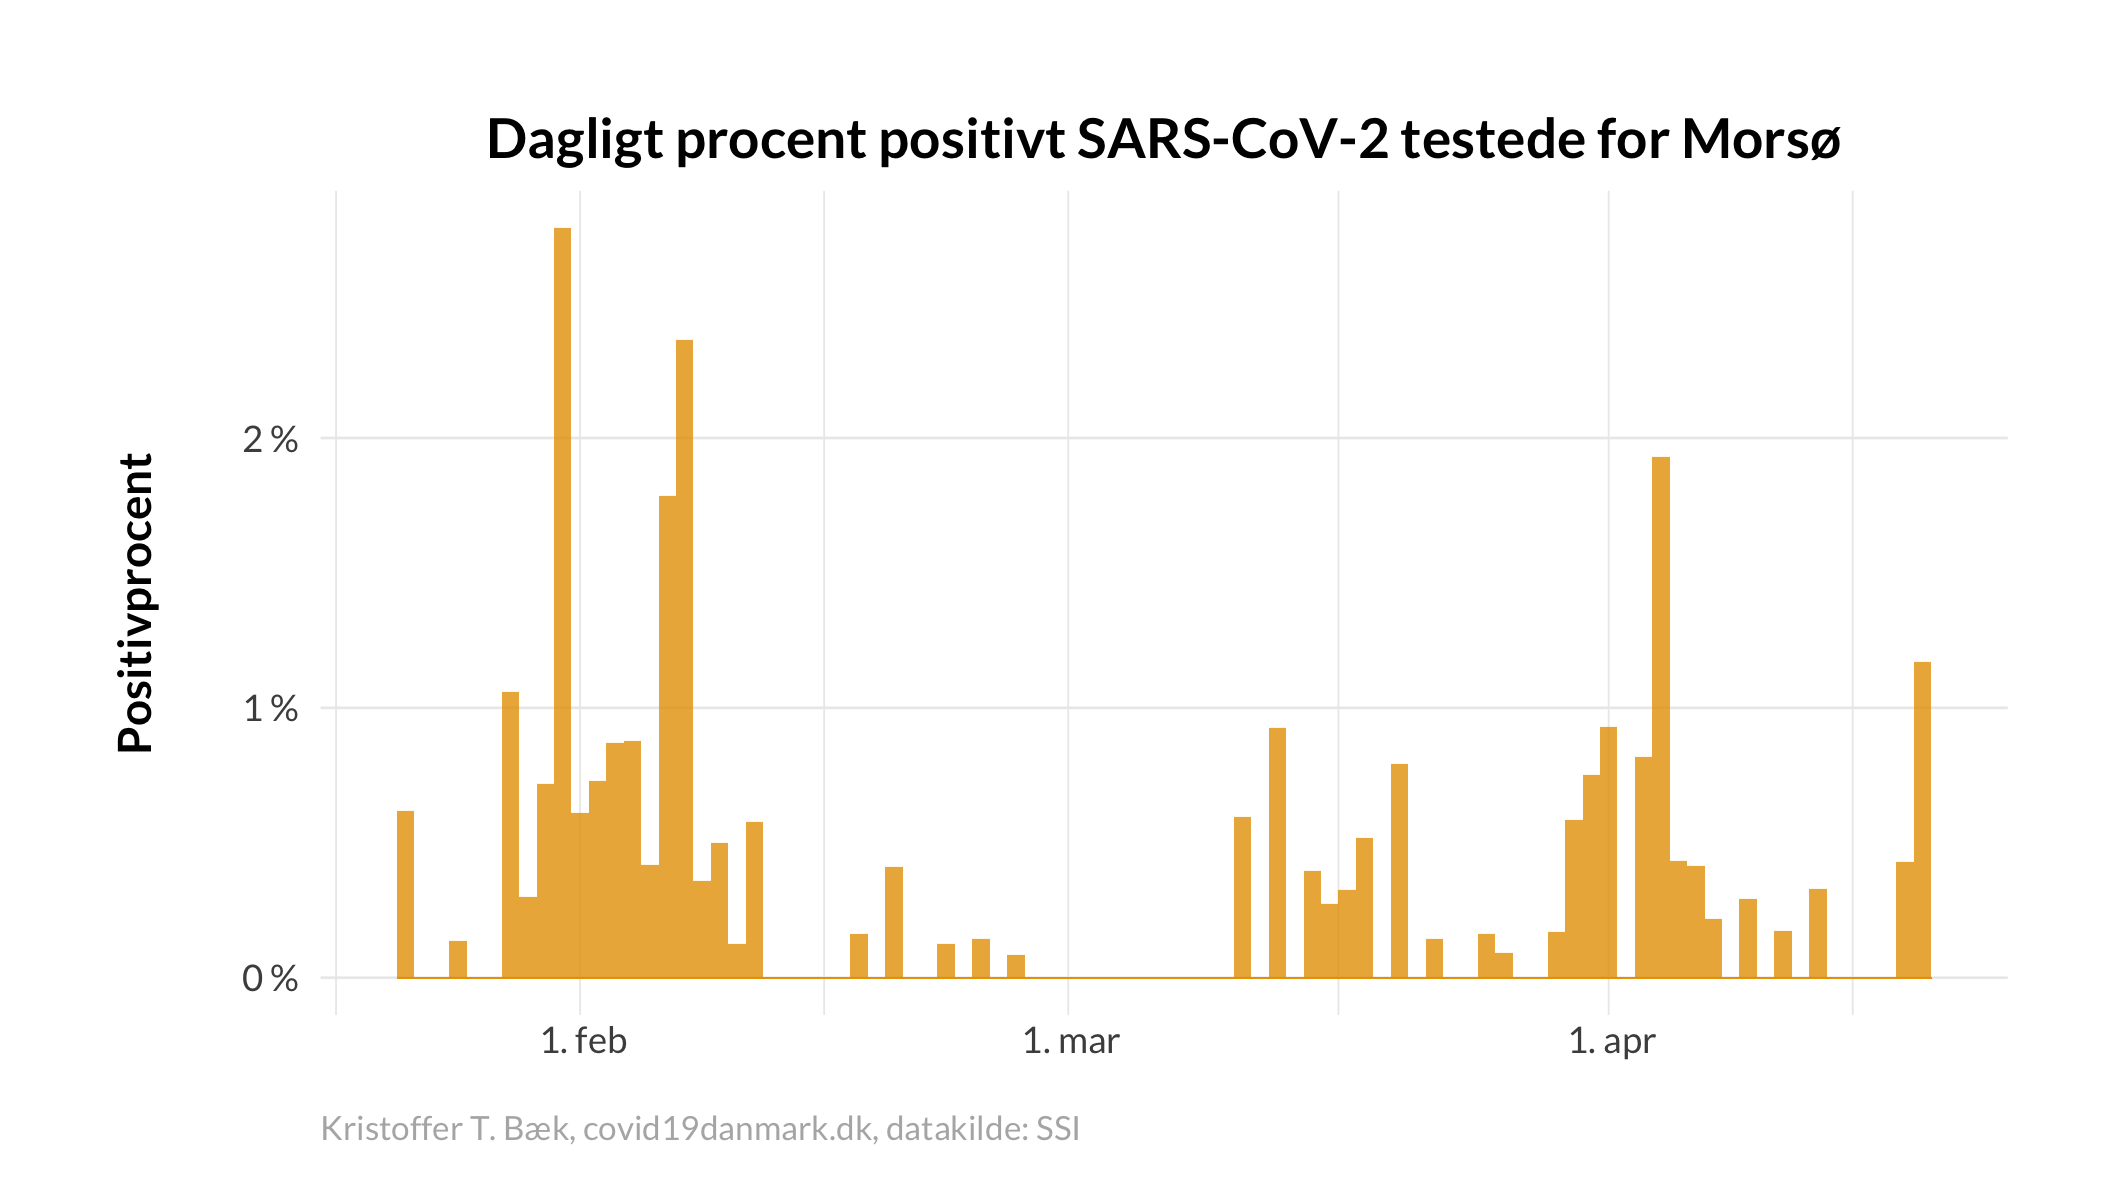 Dagligt procent positivt SARS-CoV-2 testede for Morsø
Positivprocent
2 %
1 %
0 %
1. feb
1. mar
1. apr
Kristoffer T. Bæk, covid19danmark.dk, datakilde: SSI